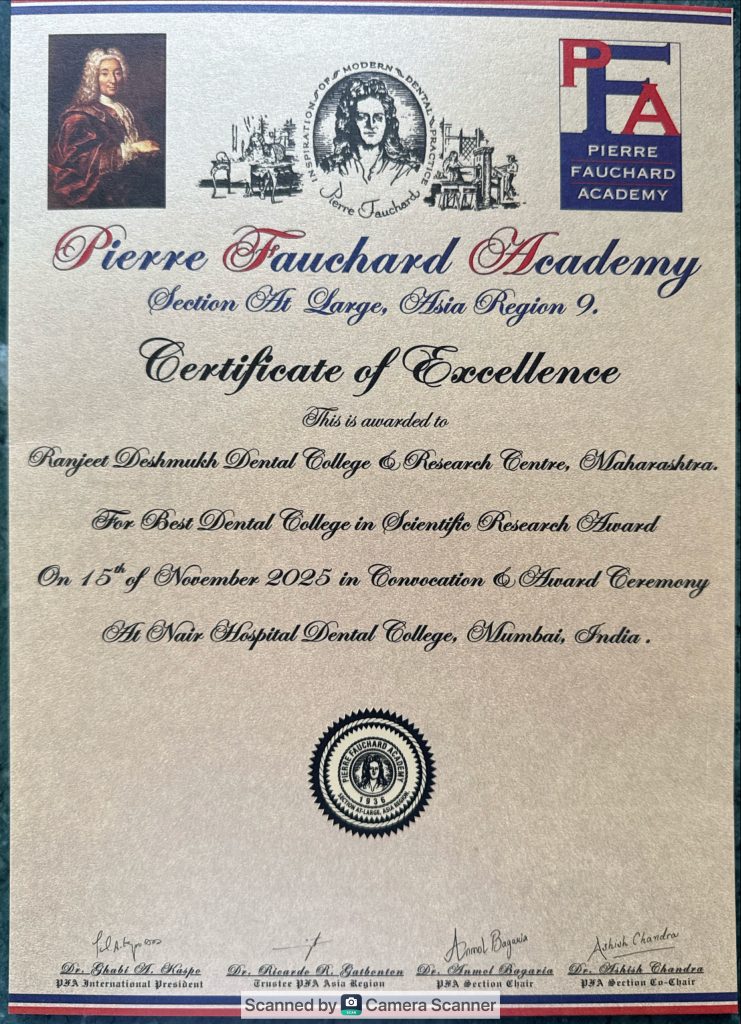 INSPIRATION OF MODERN DENTAL PRACTICE
Pierre Fauchard
PFA
PIERRE
FAUCHARD
ACADEMY
Pierre Fauchard Academy
Section At Large, Asia Region 9.
Certificate of Excellence
This is awarded to
Ranjeet Deshmukh Dental College & Research Centre, Maharashtra.
For Best Dental College in Scientific Research Award
On 15th of November 2025 in Convocation & Award Ceremony
At Nair Hospital Dental College, Mumbai, India .
PIERRE FAUCHARD ACADEMY
1936
SECTION AT-LARGE, ASIA REGION
Anmol Bagaria
Ashish Chandra
Dr. Ghabi A. Kaspo
Dr. Ricardo R. Gatbonton
Dr. Anmol Bagaria
Dr. Ashish Chandra
PFA International President
Trustee PFA Asia Region
PFA Section Chair
PFA Section Co-Chair
Scanned by
SCAN
Camera Scanner